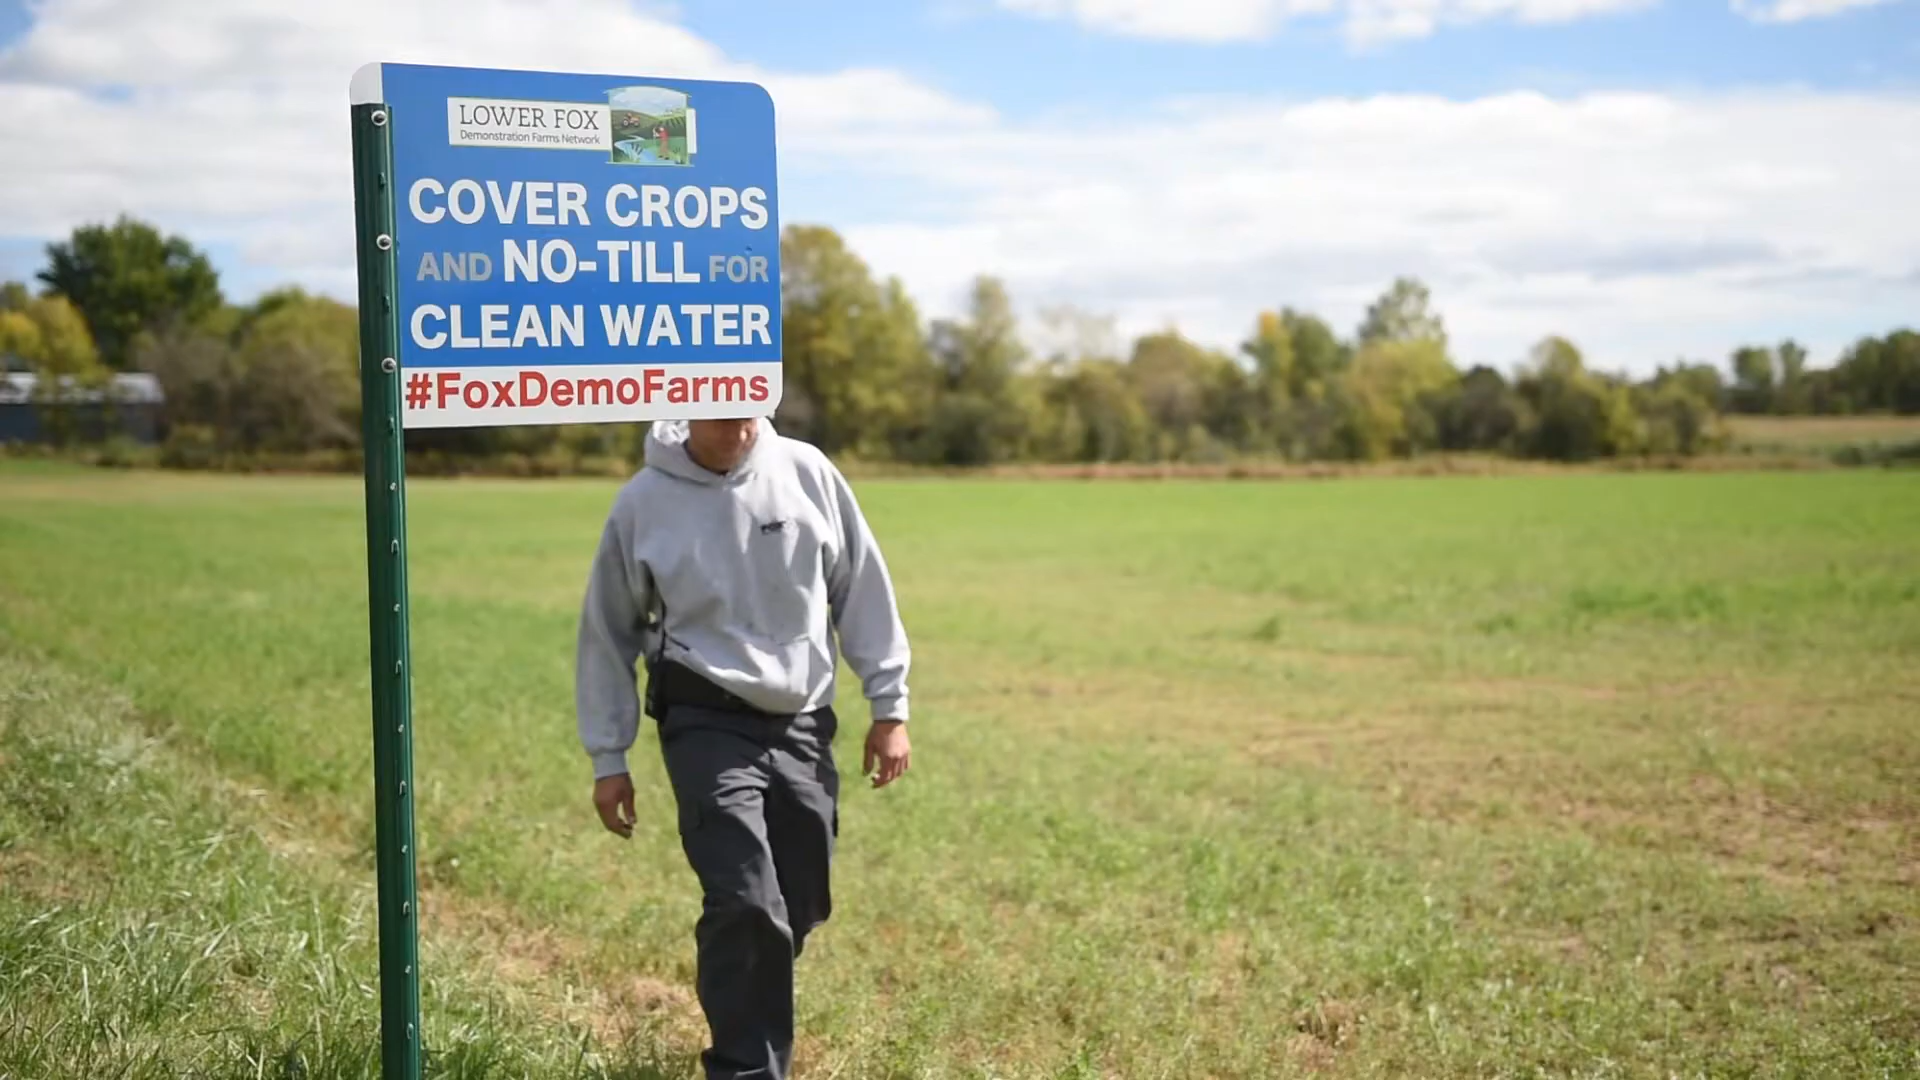 LOWER FOX
Demonstration Farms Network
COVER CROPS
AND NO-TILL FOR
CLEAN WATER
#FoxDemoFarms